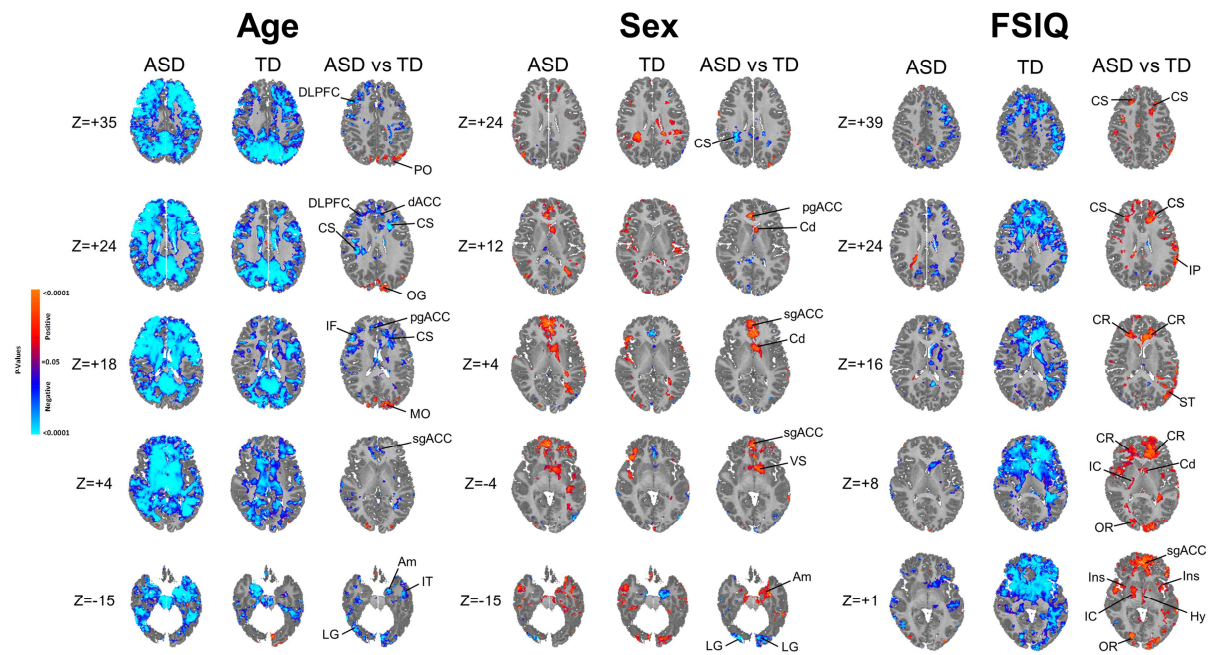 Age
Sex
FSIQ
ASD TD ASD vs TD
ASD TD ASD vs TD
ASD TD ASD vs TD
P-Values
<0.0001
Positive
=0.05
Negative
<0.0001
Z=+35
DLPFC
PO
Z=+24
DLPFC
dACC
CS
CS
OG
Z=+18
IF
pgACC
CS
MO
Z=+4
sgACC
Z=-15
Am
IT
LG
Z=+24
CS
Z=+12
pgACC
Cd
Z=+4
sgACC
Cd
Z=-4
sgACC
VS
Z=-15
Am
LG
LG
Z=+39
CS
CS
Z=+24
CS
CS
IP
Z=+16
CR
CR
ST
Z=+8
CR
CR
IC
Cd
OR
Z=+1
sgACC
Ins
Ins
IC
Hy
OR